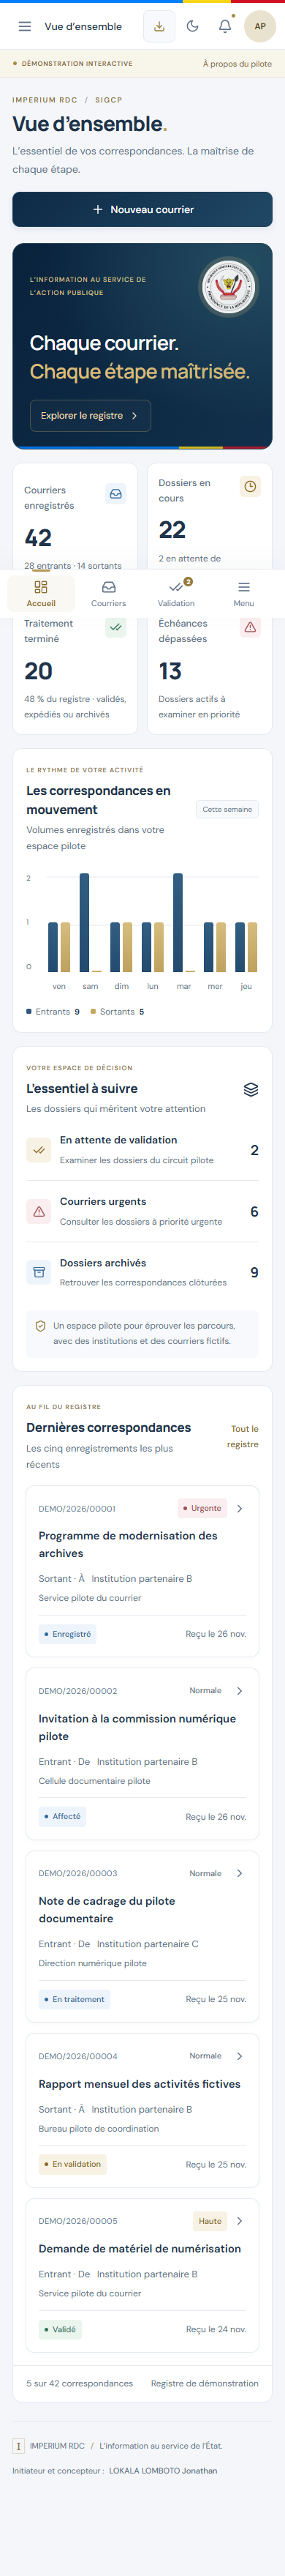 Vue d’ensemble
AP
DÉMONSTRATION INTERACTIVE
À propos du pilote
IMPERIUM RDC / SIGCP
Vue d’ensemble.
L’essentiel de vos correspondances. La maîtrise de
chaque étape.
Nouveau courrier
L’INFORMATION AU SERVICE DE
L’ACTION PUBLIQUE
Chaque courrier.
Chaque étape maîtrisée.
Explorer le registre
Courriers
enregistrés
42
28 entrants · 14 sortants
Dossiers en
cours
22
2 en attente de
Accueil
Courriers
2
Validation
Menu
Traitement
terminé
20
48 % du registre · validés,
expédiés ou archivés
Échéances
dépassées
13
Dossiers actifs à
examiner en priorité
LE RYTHME DE VOTRE ACTIVITÉ
Les correspondances en
mouvement
Cette semaine
Volumes enregistrés dans votre
espace pilote
2
1
0
ven sam dim lun mar mer jeu
Entrants 9 Sortants 5
VOTRE ESPACE DE DÉCISION
L’essentiel à suivre
Les dossiers qui méritent votre attention
En attente de validation
Examiner les dossiers du circuit pilote
2
Courriers urgents
Consulter les dossiers à priorité urgente
6
Dossiers archivés
Retrouver les correspondances clôturées
9
Un espace pilote pour éprouver les parcours,
avec des institutions et des courriers fictifs.
AU FIL DU REGISTRE
Dernières correspondances
Tout le
registre
Les cinq enregistrements les plus
récents
DEMO/2026/00001
Urgente
Programme de modernisation des
archives
Sortant · À Institution partenaire B
Service pilote du courrier
Enregistré
Reçu le 26 nov.
DEMO/2026/00002
Normale
Invitation à la commission numérique
pilote
Entrant · De Institution partenaire B
Cellule documentaire pilote
Affecté
Reçu le 26 nov.
DEMO/2026/00003
Normale
Note de cadrage du pilote
documentaire
Entrant · De Institution partenaire C
Direction numérique pilote
En traitement
Reçu le 25 nov.
DEMO/2026/00004
Normale
Rapport mensuel des activités fictives
Sortant · À Institution partenaire B
Bureau pilote de coordination
En validation
Reçu le 25 nov.
DEMO/2026/00005
Haute
Demande de matériel de numérisation
Entrant · De Institution partenaire B
Service pilote du courrier
Validé
Reçu le 24 nov.
5 sur 42 correspondances
Registre de démonstration
I IMPERIUM RDC / L’information au service de l’État.
Initiateur et concepteur : LOKALA LOMBOTO Jonathan